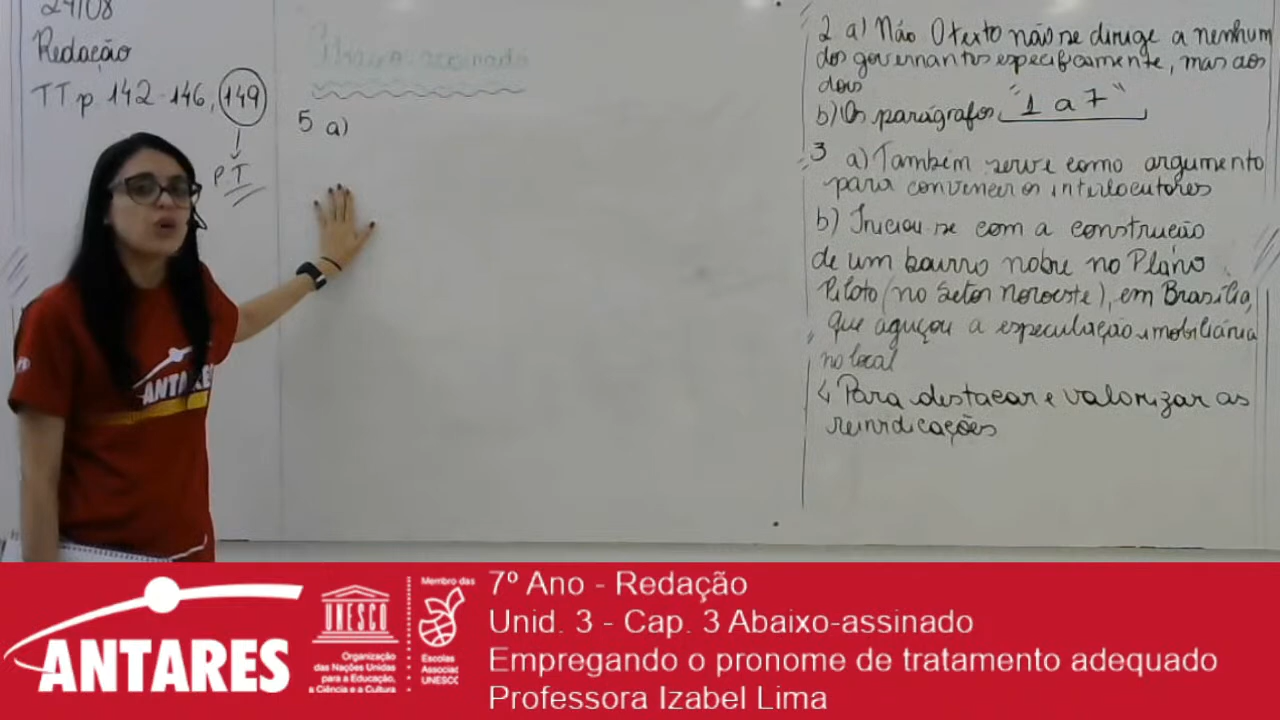 24/08
Redação
TT p. 142-146, 149
P.T
5 a)
2 a) Não O texto não se dirige a nenhum
dos governantes especificamente, mas aos
dois
b) Os parágrafos "1 a 7"
3 a) Também serve como argumento
para convencer os interlocutores
b) Iniciou-se com a construção
de um bairro nobre no Plano
Piloto (no Setor Noroeste), em Brasília,
que aguçou a especulação imobiliária
no local
4 Para destacar e valorizar as
reinvidicações
ANTARES
ANTARES
UNESCO
Organização
das Nações Unidas
para a Educação,
a Ciência e a Cultura
Membro das
Escolas
Associadas
UNESCO
7º Ano - Redação
Unid. 3 - Cap. 3 Abaixo-assinado
Empregando o pronome de tratamento adequado
Professora Izabel Lima